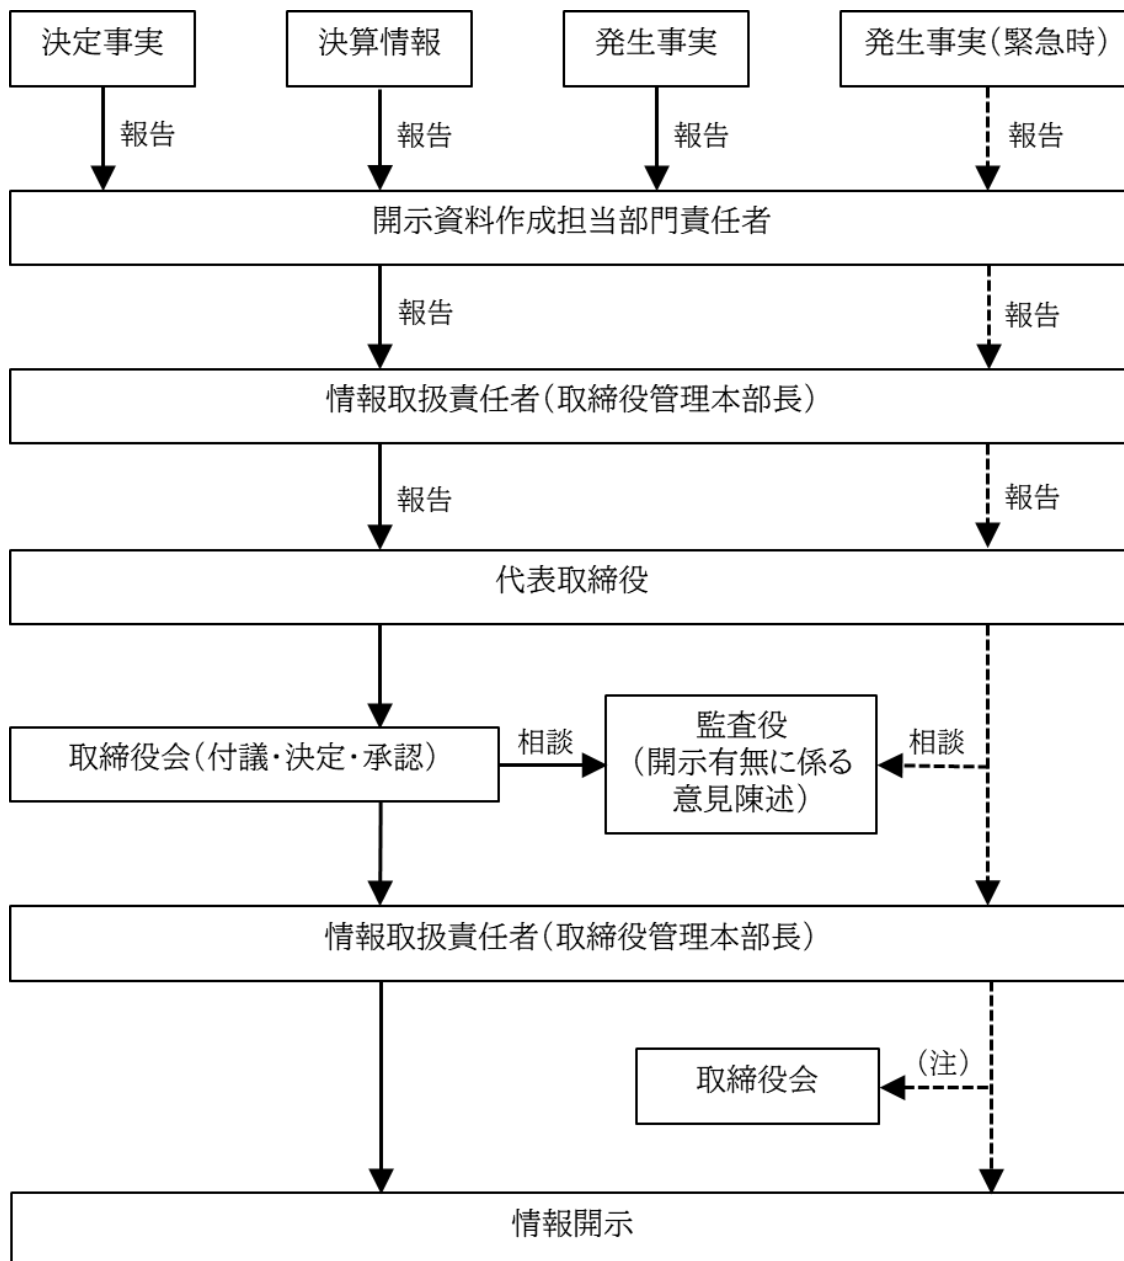 決定事実
決算情報
発生事実
発生事実（緊急時）
報告
報告
報告
報告
開示資料作成担当部門責任者
報告
報告
情報取扱責任者（取締役管理本部長）
報告
報告
代表取締役
取締役会（付議・決定・承認）
相談
監査役
（開示有無に係る
意見陳述）
相談
情報取扱責任者（取締役管理本部長）
取締役会
（注）
情報開示